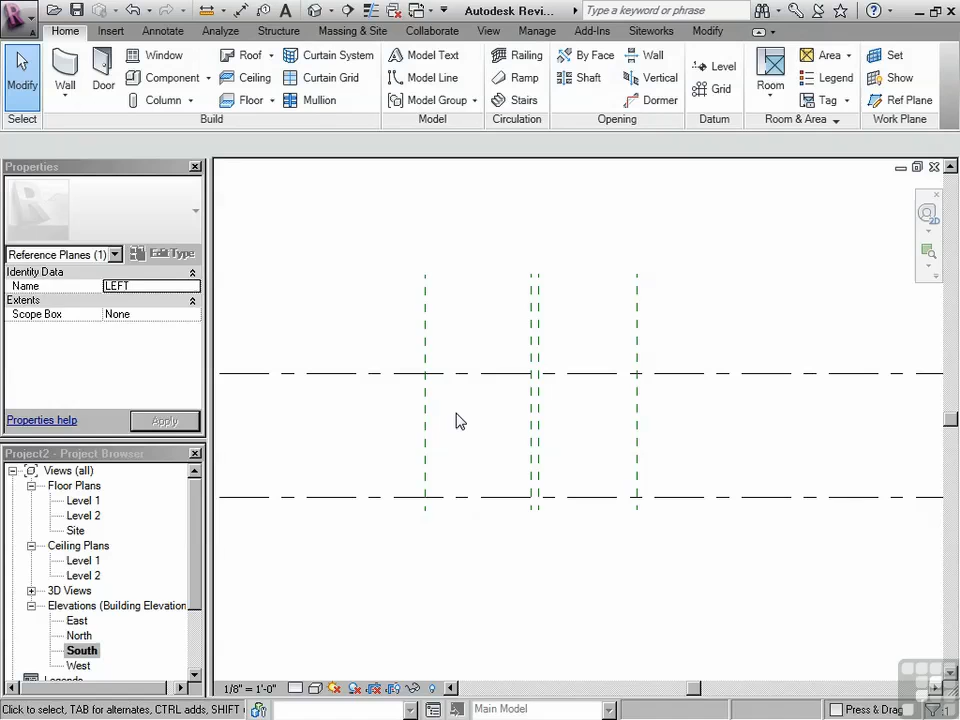 Autodesk Revi...
Type a keyword or phrase
Home Insert Annotate Analyze Structure Massing & Site Collaborate View Manage Add-Ins Siteworks Modify
Modify Wall Door Window Component Column Roof Ceiling Floor Curtain System Curtain Grid Mullion Model Text Model Line Model Group Railing Ramp Stairs By Face Shaft Wall Vertical Dormer Level Grid Room Area Legend Tag Set Show Ref Plane
Select Build Model Circulation Opening Datum Room & Area Work Plane
Properties
Reference Planes (1) Edit Type
Identity Data
Name LEFT
Extents
Scope Box None
Properties help Apply
Project2 - Project Browser
Views (all)
Floor Plans
Level 1
Level 2
Site
Ceiling Plans
Level 1
Level 2
3D Views
Elevations (Building Elevation
East
North
South
West
2D
1/8" = 1'-0"
Click to select, TAB for alternates, CTRL adds, SHIFT
Main Model
Press & Drag